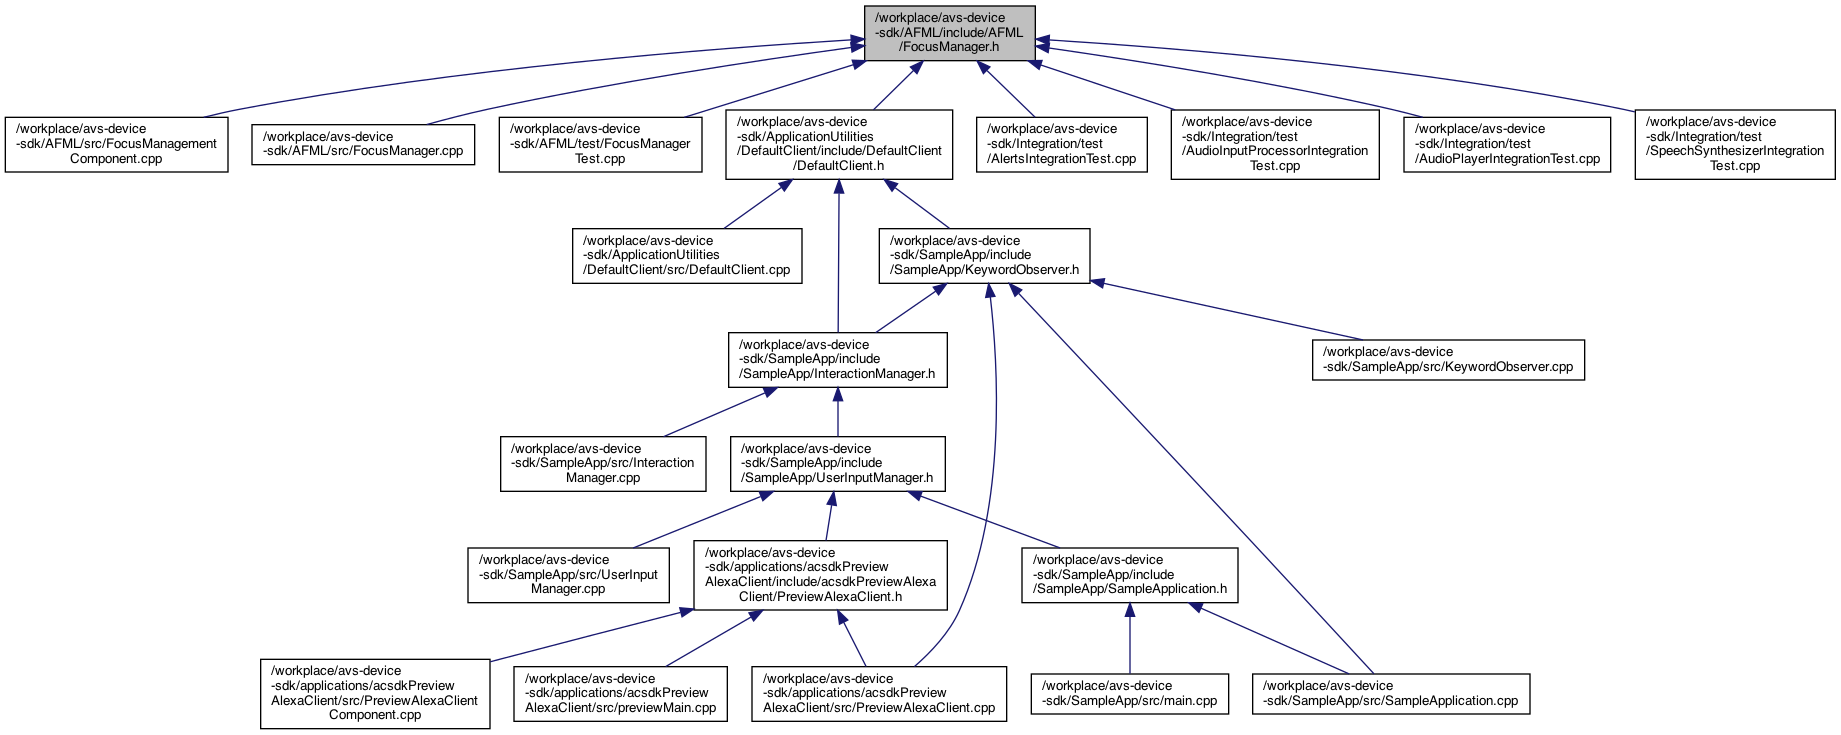 /workplace/avs-device
-sdk/AFML/include/AFML
/FocusManager.h
/workplace/avs-device
-sdk/AFML/src/FocusManagement
Component.cpp
/workplace/avs-device
-sdk/AFML/src/FocusManager.cpp
/workplace/avs-device
-sdk/AFML/test/FocusManager
Test.cpp
/workplace/avs-device
-sdk/ApplicationUtilities
/DefaultClient/include/DefaultClient
/DefaultClient.h
/workplace/avs-device
-sdk/Integration/test
/AlertsIntegrationTest.cpp
/workplace/avs-device
-sdk/Integration/test
/AudioInputProcessorIntegration
Test.cpp
/workplace/avs-device
-sdk/Integration/test
/AudioPlayerIntegrationTest.cpp
/workplace/avs-device
-sdk/Integration/test
/SpeechSynthesizerIntegration
Test.cpp
/workplace/avs-device
-sdk/ApplicationUtilities
/DefaultClient/src/DefaultClient.cpp
/workplace/avs-device
-sdk/SampleApp/include
/SampleApp/KeywordObserver.h
/workplace/avs-device
-sdk/SampleApp/include
/SampleApp/InteractionManager.h
/workplace/avs-device
-sdk/SampleApp/src/KeywordObserver.cpp
/workplace/avs-device
-sdk/SampleApp/src/Interaction
Manager.cpp
/workplace/avs-device
-sdk/SampleApp/include
/SampleApp/UserInputManager.h
/workplace/avs-device
-sdk/SampleApp/src/UserInput
Manager.cpp
/workplace/avs-device
-sdk/applications/acsdkPreview
AlexaClient/include/acsdkPreviewAlexa
Client/PreviewAlexaClient.h
/workplace/avs-device
-sdk/SampleApp/include
/SampleApp/SampleApplication.h
/workplace/avs-device
-sdk/applications/acsdkPreview
AlexaClient/src/PreviewAlexaClient
Component.cpp
/workplace/avs-device
-sdk/applications/acsdkPreview
AlexaClient/src/previewMain.cpp
/workplace/avs-device
-sdk/applications/acsdkPreview
AlexaClient/src/PreviewAlexaClient.cpp
/workplace/avs-device
-sdk/SampleApp/src/main.cpp
/workplace/avs-device
-sdk/SampleApp/src/SampleApplication.cpp